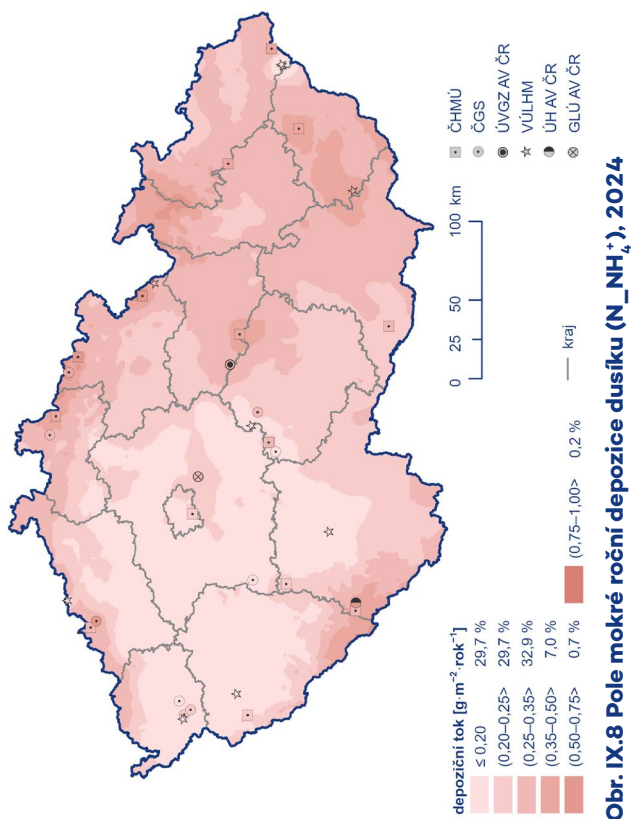 ČHMÚ
ČGS
ÚVGZ AV ČR
VÚLHM
ÚH AV ČR
GLÚ AV ČR
0 25 50 100 km
depoziční tok [g·m⁻²·rok⁻¹]
≤ 0,20 29,7 %
(0,20–0,25> 29,7 %
(0,25–0,35> 32,9 %
(0,35–0,50> 7,0 %
(0,50–0,75> 0,7 %
(0,75–1,00> 0,2 %
kraj
Obr. IX.8 Pole mokré roční depozice dusíku (N_NH₄⁺), 2024